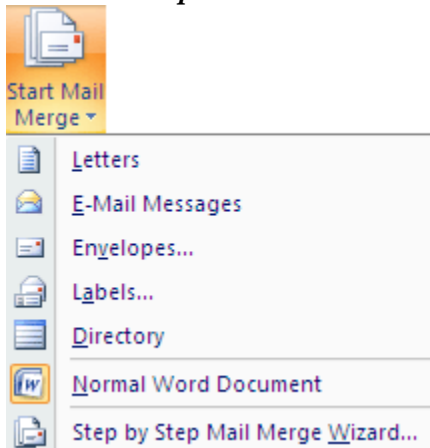 Start Mail
Merge
Letters
E-Mail Messages
Envelopes...
Labels...
Directory
Normal Word Document
Step by Step Mail Merge Wizard...